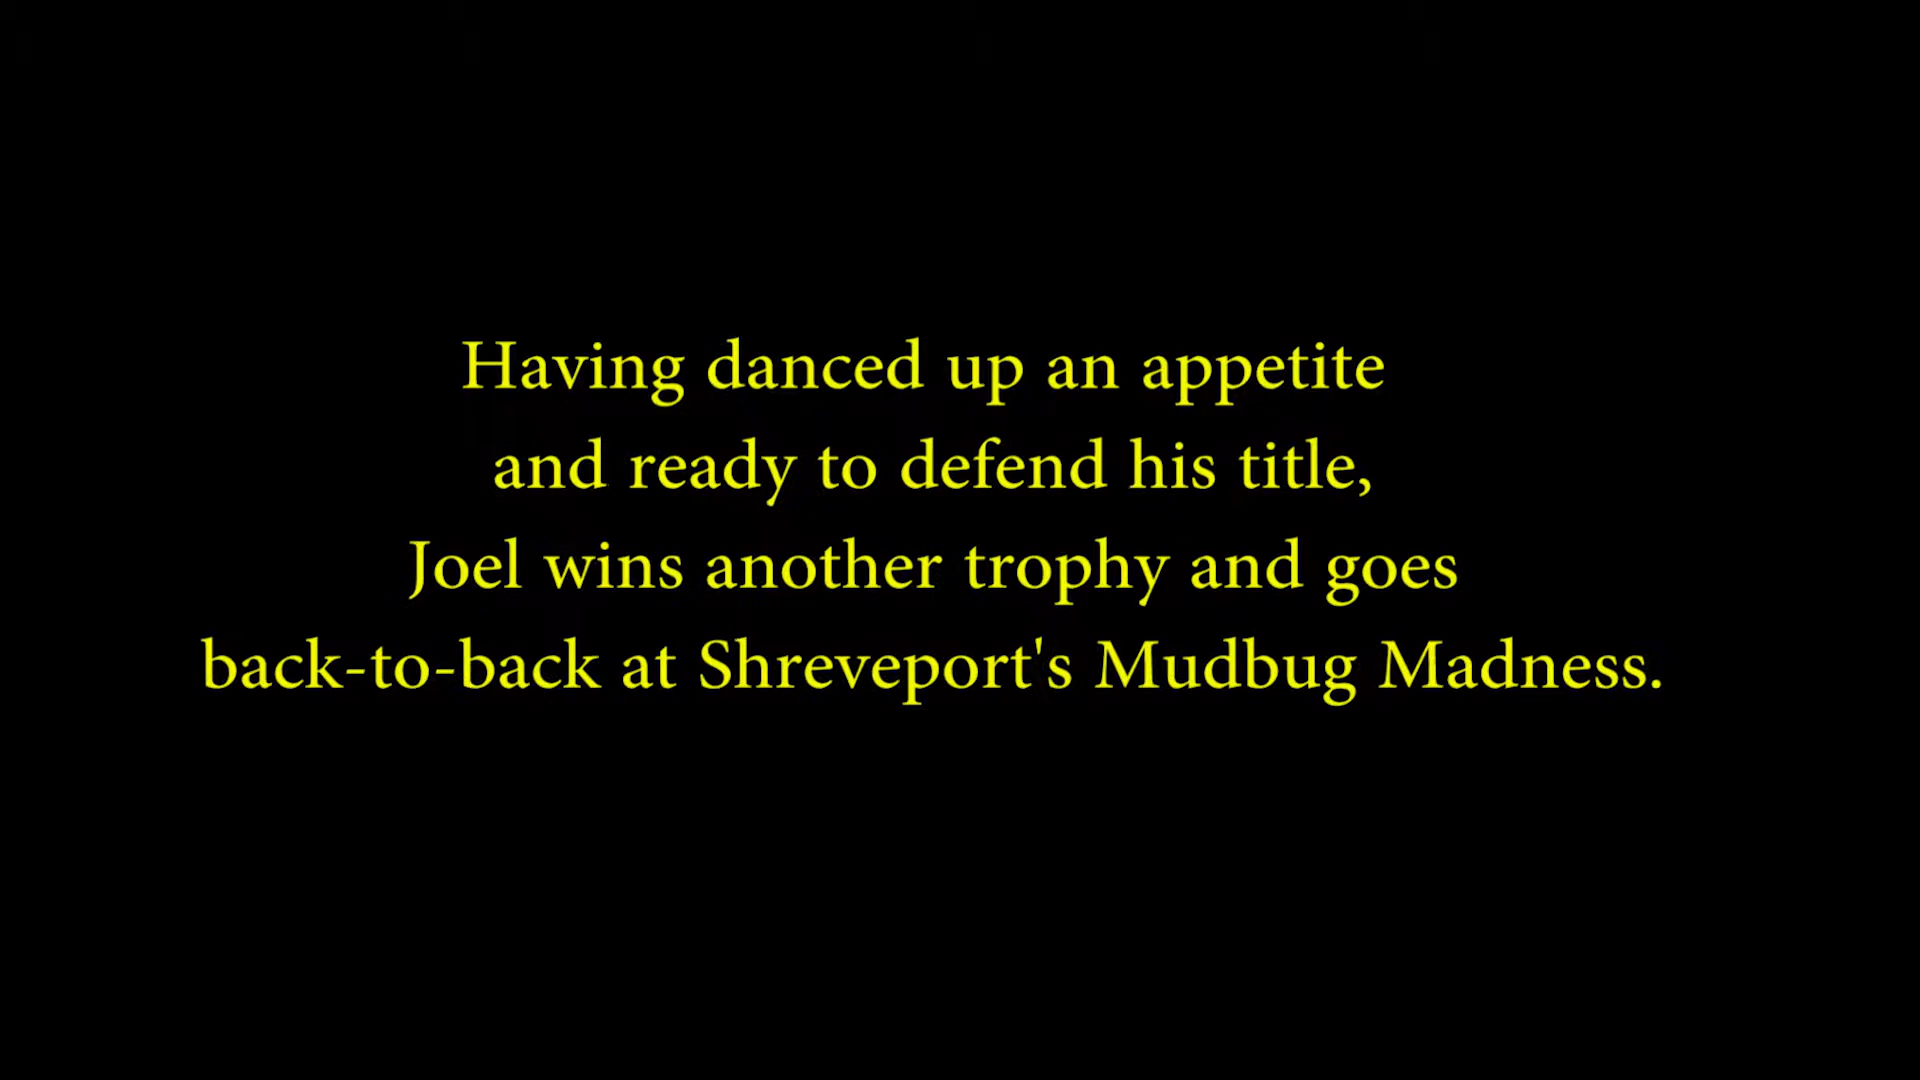 Having danced up an appetite
and ready to defend his title,
Joel wins another trophy and goes
back-to-back at Shreveport's Mudbug Madness.